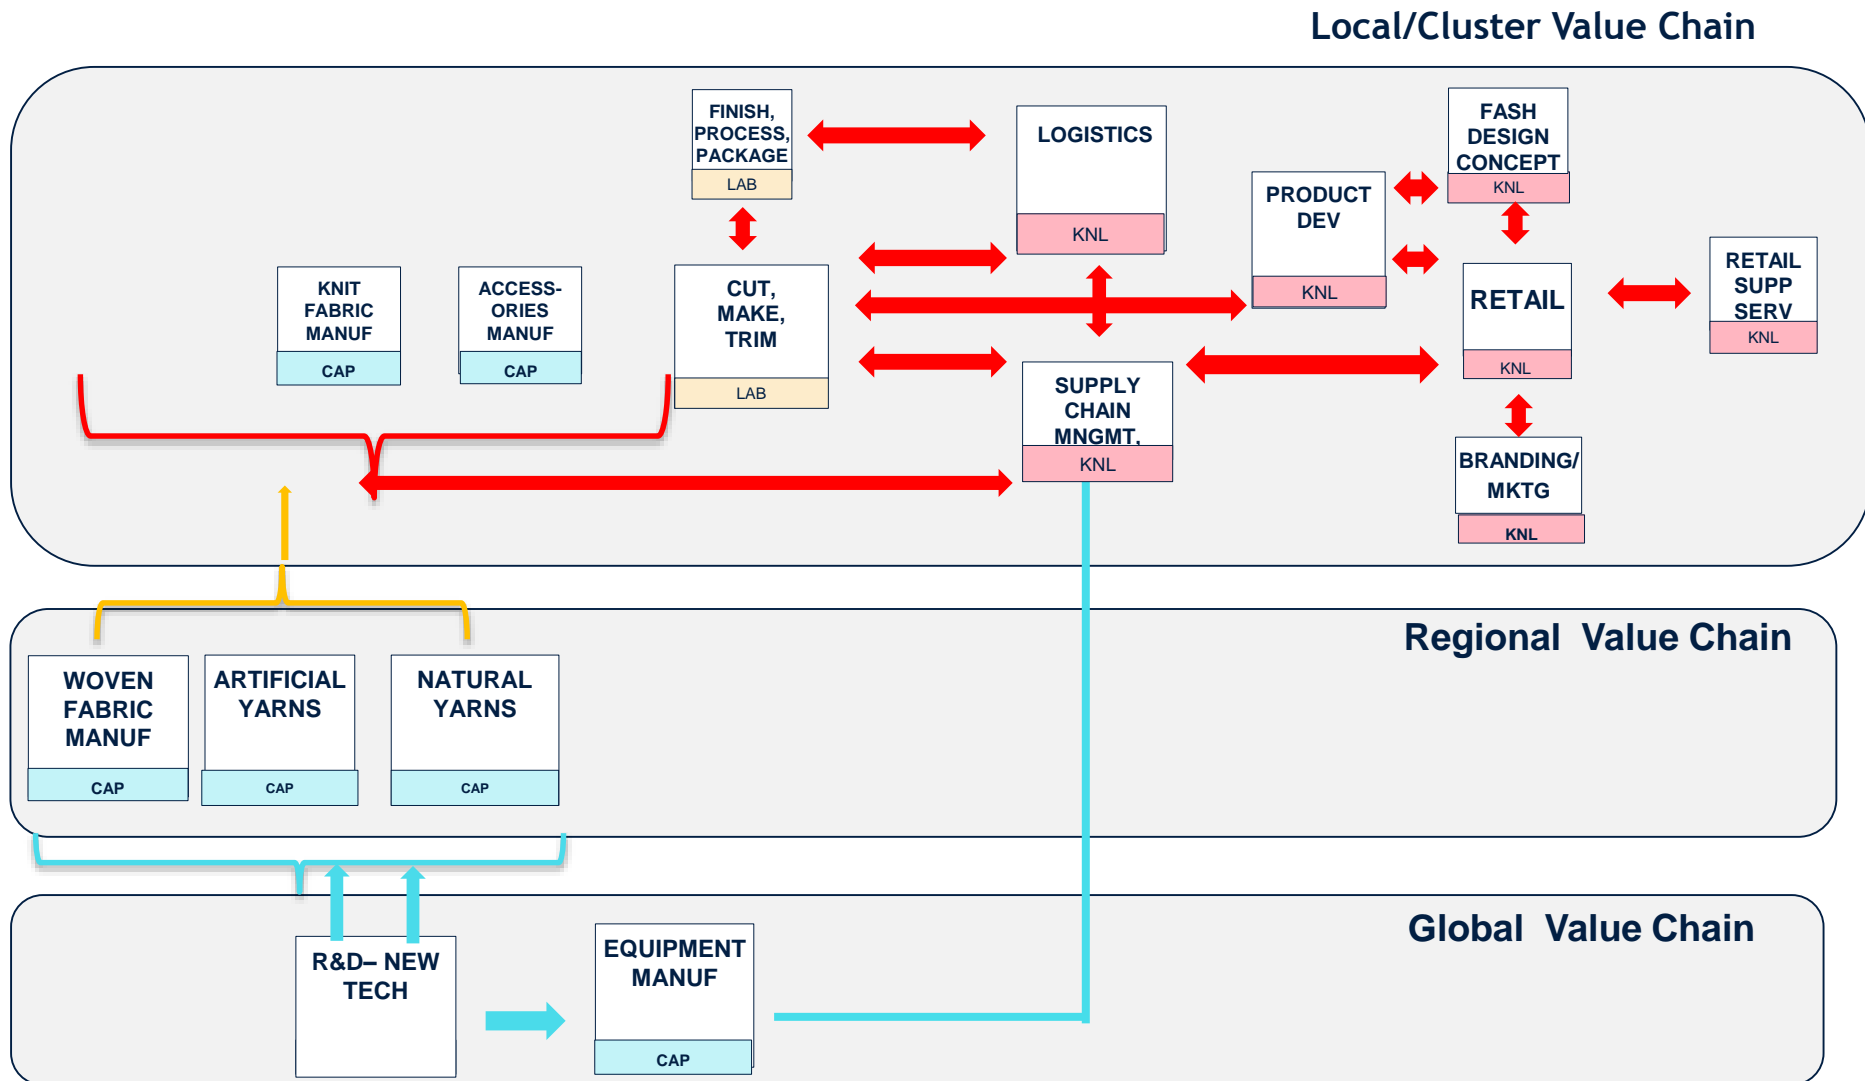 Local/Cluster Value Chain
FINISH,
PROCESS,
PACKAGE
LAB
LOGISTICS
KNL
FASH
DESIGN
CONCEPT
KNL
PRODUCT
DEV
KNL
KNIT
FABRIC
MANUF
CAP
ACCESS-
ORIES
MANUF
CAP
CUT,
MAKE,
TRIM
LAB
RETAIL
KNL
RETAIL
SUPP
SERV
KNL
SUPPLY
CHAIN
MNGMT,
KNL
BRANDING/
MKTG
KNL
Regional  Value Chain
WOVEN
FABRIC
MANUF
CAP
ARTIFICIAL
YARNS
CAP
NATURAL
YARNS
CAP
Global  Value Chain
R&D– NEW
TECH
EQUIPMENT
MANUF
CAP